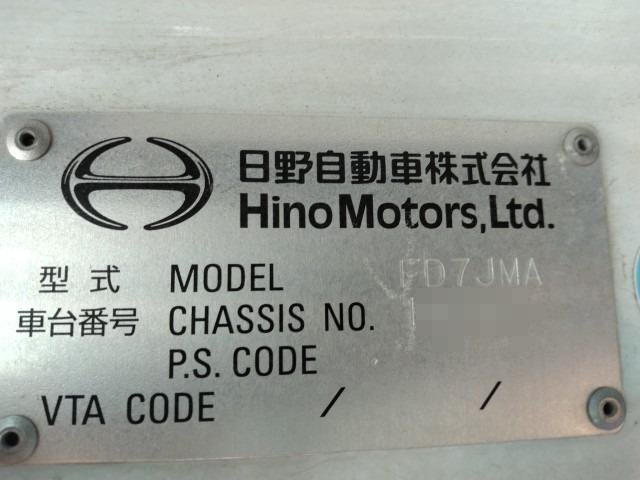 日野自動車株式会社
Hino Motors, Ltd.
型式 MODEL FD7JMA
車台番号 CHASSIS NO.
P.S. CODE
VTA CODE / /